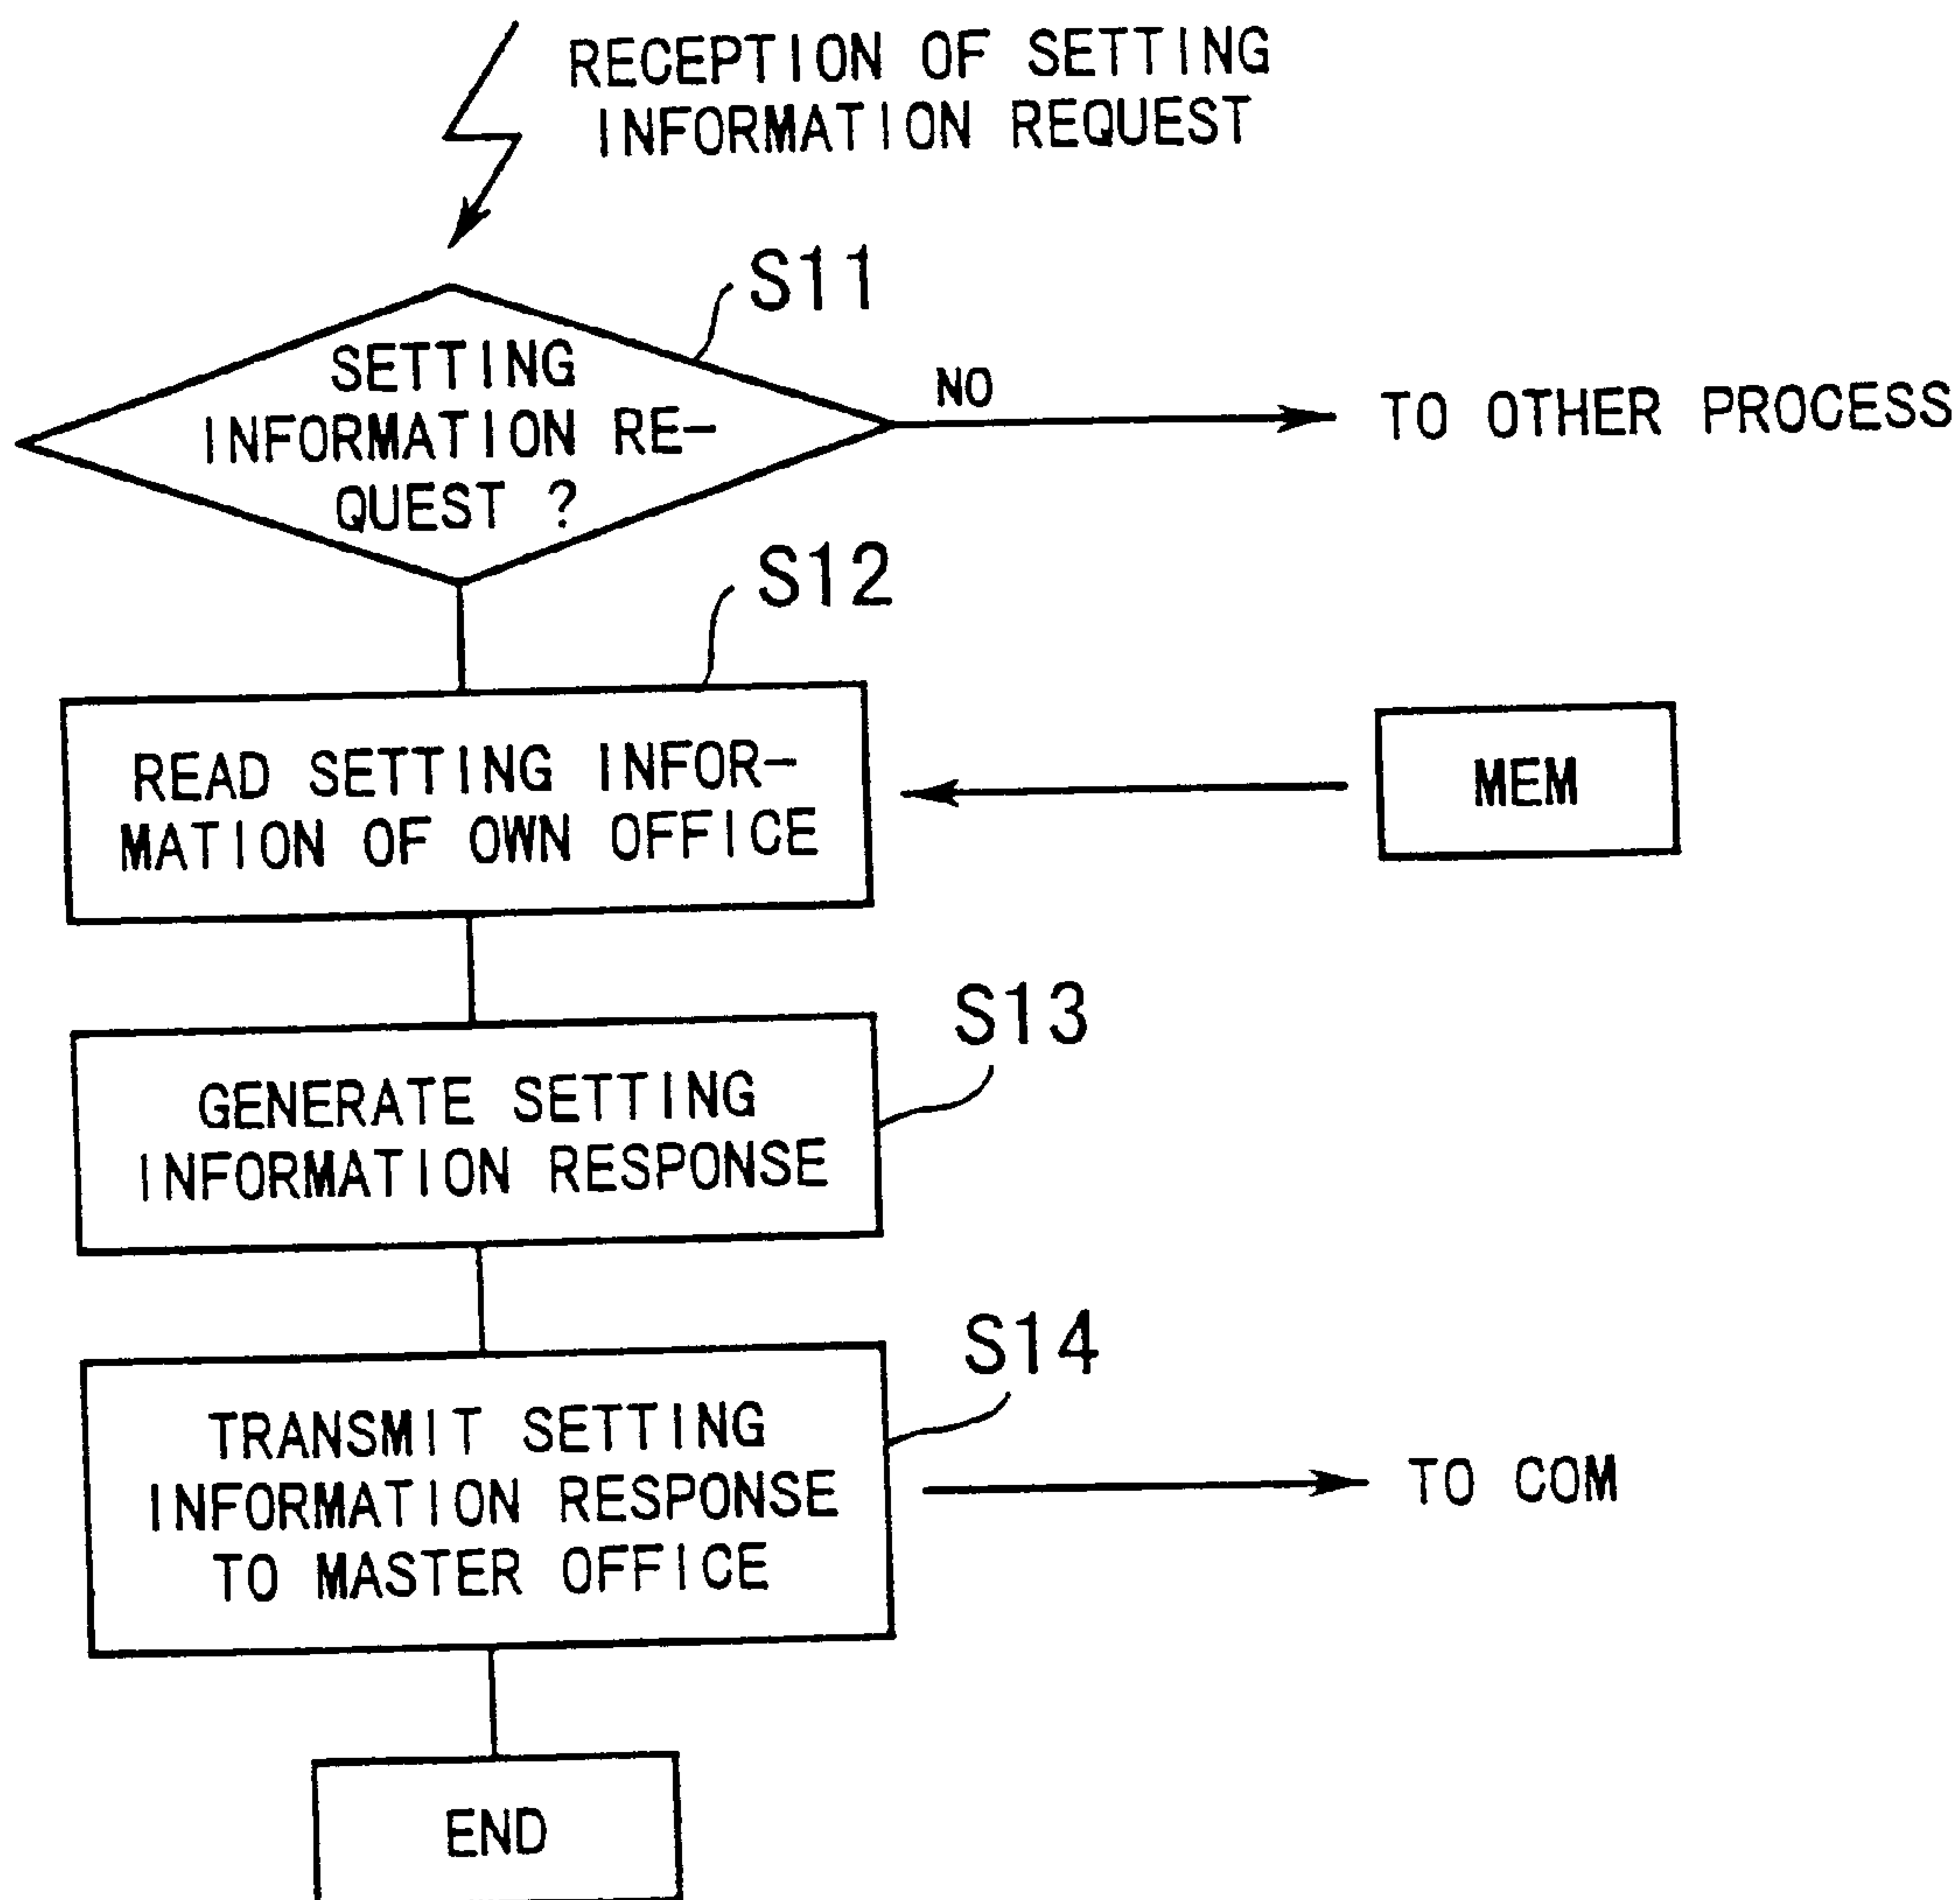 RECEPTION OF SETTING
INFORMATION REQUEST
S11
SETTING
INFORMATION RE-
QUEST ?
NO
TO OTHER PROCESS
S12
READ SETTING INFOR-
MATION OF OWN OFFICE
MEM
S13
GENERATE SETTING
INFORMATION RESPONSE
S14
TRANSMIT SETTING
INFORMATION RESPONSE
TO MASTER OFFICE
TO COM
END